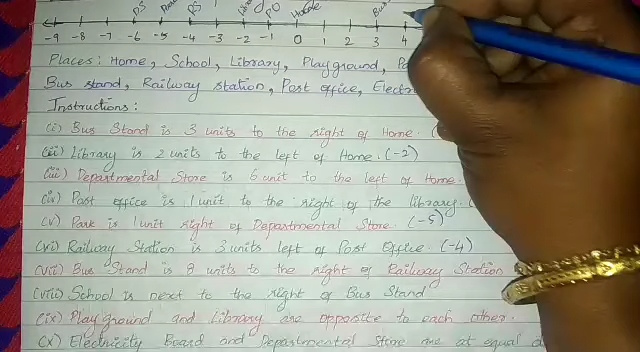 DS Park RS Library PO Home Bus
-9 -8 -7 -6 -5 -4 -3 -2 -1 0 1 2 3 4
Places: Home, School, Library, Playground,
Bus stand, Railway station, Post office,
Instructions:
(i) Bus Stand is 3 units to the right of Home.
(ii) Library is 2 units to the left of Home. (-2)
(iii) Departmental Store is 6 unit to the left of Home.
(iv) Post office is 1 unit to the right of the library.
(v) Park is 1 unit right of Departmental Store. (-5)
(vi) Railway Station is 3 units left of Post Office. (-4)
(vii) Bus Stand is 8 units to the right of Railway Station
(viii) School is next to the right of Bus Stand
(ix) Playground and Library are opposite to each other.
(x) Electricity Board and Departmental Store are at equal